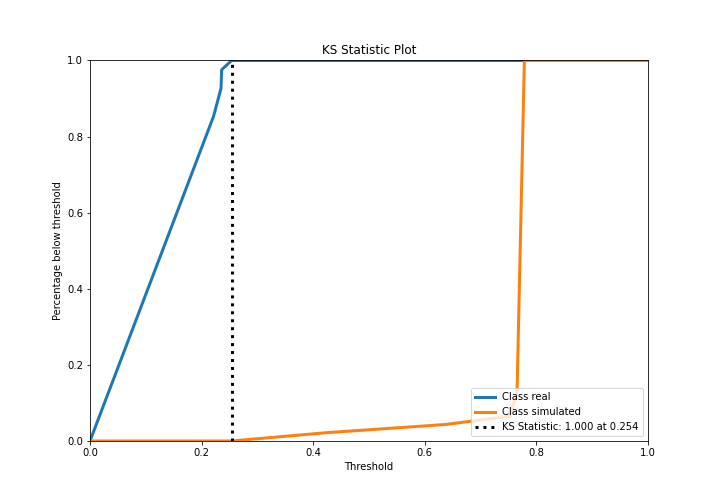 KS Statistic Plot
Percentage below threshold
1.0
0.8
0.6
0.4
0.2
0.0
0.0 0.2 0.4 0.6 0.8 1.0
Threshold
Class real
Class simulated
KS Statistic: 1.000 at 0.254